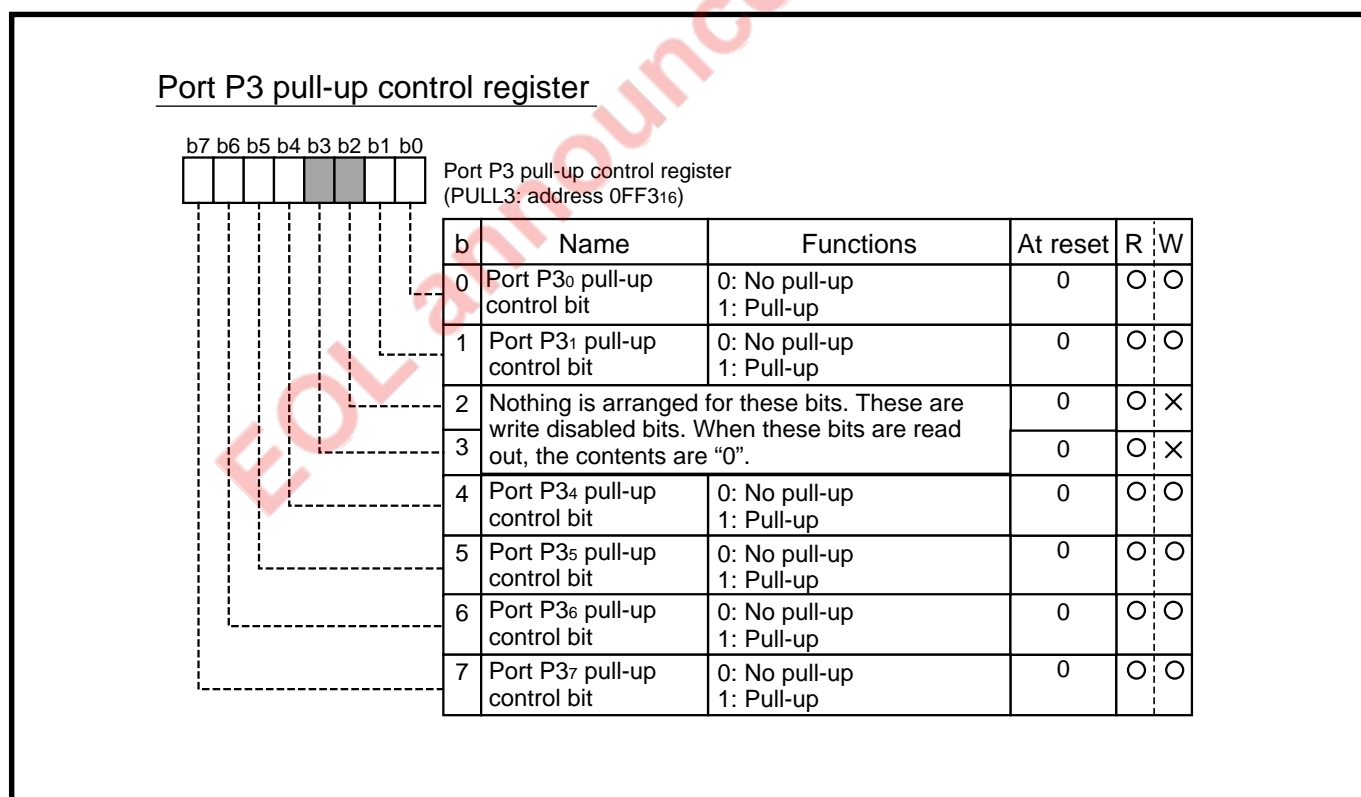 EOL announce
Port P3 pull-up control register
b7 b6 b5 b4 b3 b2 b1 b0
Port P3 pull-up control register
(PULL3: address 0FF3₁₆)
b Name Functions At reset R W
0 Port P3₀ pull-up 0: No pull-up 0 O O
control bit 1: Pull-up
1 Port P3₁ pull-up 0: No pull-up 0 O O
control bit 1: Pull-up
2 Nothing is arranged for these bits. These are 0 O ×
write disabled bits. When these bits are read
3 out, the contents are “0”. 0 O ×
4 Port P3₄ pull-up 0: No pull-up 0 O O
control bit 1: Pull-up
5 Port P3₅ pull-up 0: No pull-up 0 O O
control bit 1: Pull-up
6 Port P3₆ pull-up 0: No pull-up 0 O O
control bit 1: Pull-up
7 Port P3₇ pull-up 0: No pull-up 0 O O
control bit 1: Pull-up